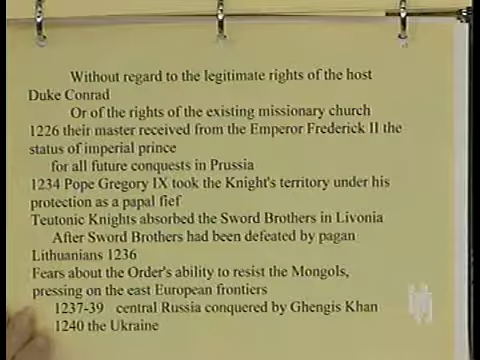 Without regard to the legitimate rights of the host
Duke Conrad
Or of the rights of the existing missionary church
1226 their master received from the Emperor Frederick II the
status of imperial prince
for all future conquests in Prussia
1234 Pope Gregory IX took the Knight's territory under his
protection as a papal fief
Teutonic Knights absorbed the Sword Brothers in Livonia
After Sword Brothers had been defeated by pagan
Lithuanians 1236
Fears about the Order's ability to resist the Mongols,
pressing on the east European frontiers
1237-39 central Russia conquered by Ghengis Khan
1240 the Ukraine